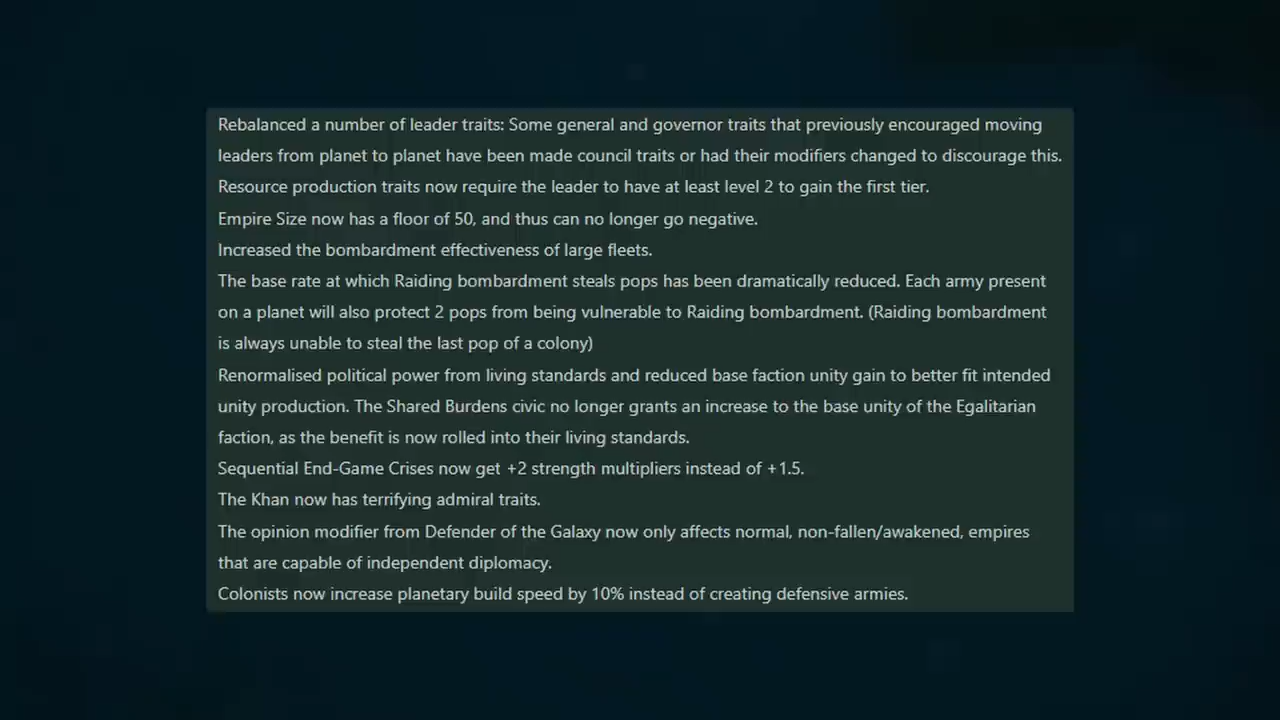 Rebalanced a number of leader traits: Some general and governor traits that previously encouraged moving
leaders from planet to planet have been made council traits or had their modifiers changed to discourage this.
Resource production traits now require the leader to have at least level 2 to gain the first tier.
Empire Size now has a floor of 50, and thus can no longer go negative.
Increased the bombardment effectiveness of large fleets.
The base rate at which Raiding bombardment steals pops has been dramatically reduced. Each army present
on a planet will also protect 2 pops from being vulnerable to Raiding bombardment. (Raiding bombardment
is always unable to steal the last pop of a colony)
Renormalised political power from living standards and reduced base faction unity gain to better fit intended
unity production. The Shared Burdens civic no longer grants an increase to the base unity of the Egalitarian
faction, as the benefit is now rolled into their living standards.
Sequential End-Game Crises now get +2 strength multipliers instead of +1.5.
The Khan now has terrifying admiral traits.
The opinion modifier from Defender of the Galaxy now only affects normal, non-fallen/awakened, empires
that are capable of independent diplomacy.
Colonists now increase planetary build speed by 10% instead of creating defensive armies.